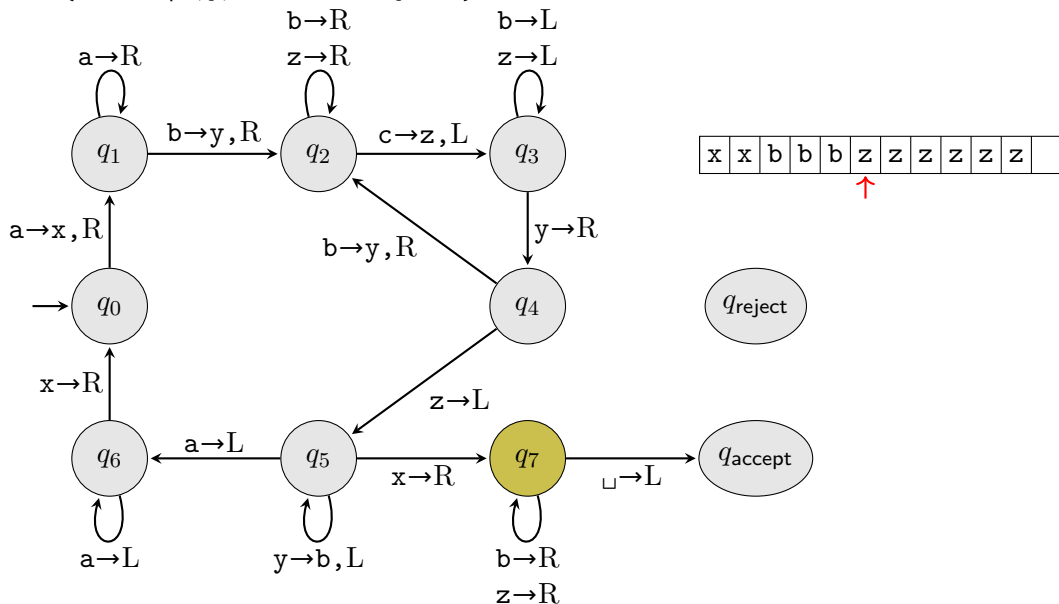 b→R
b→L
a→R
z→R
z→L
q1
b→y,R
q2
c→z,L
q3
x x b b b z z z z z z
a→x,R
b→y,R
y→R
q0
q4
qreject
x→R
z→L
q6
a→L
q5
x→R
q7
␣→L
qaccept
a→L
y→b,L
b→R
z→R